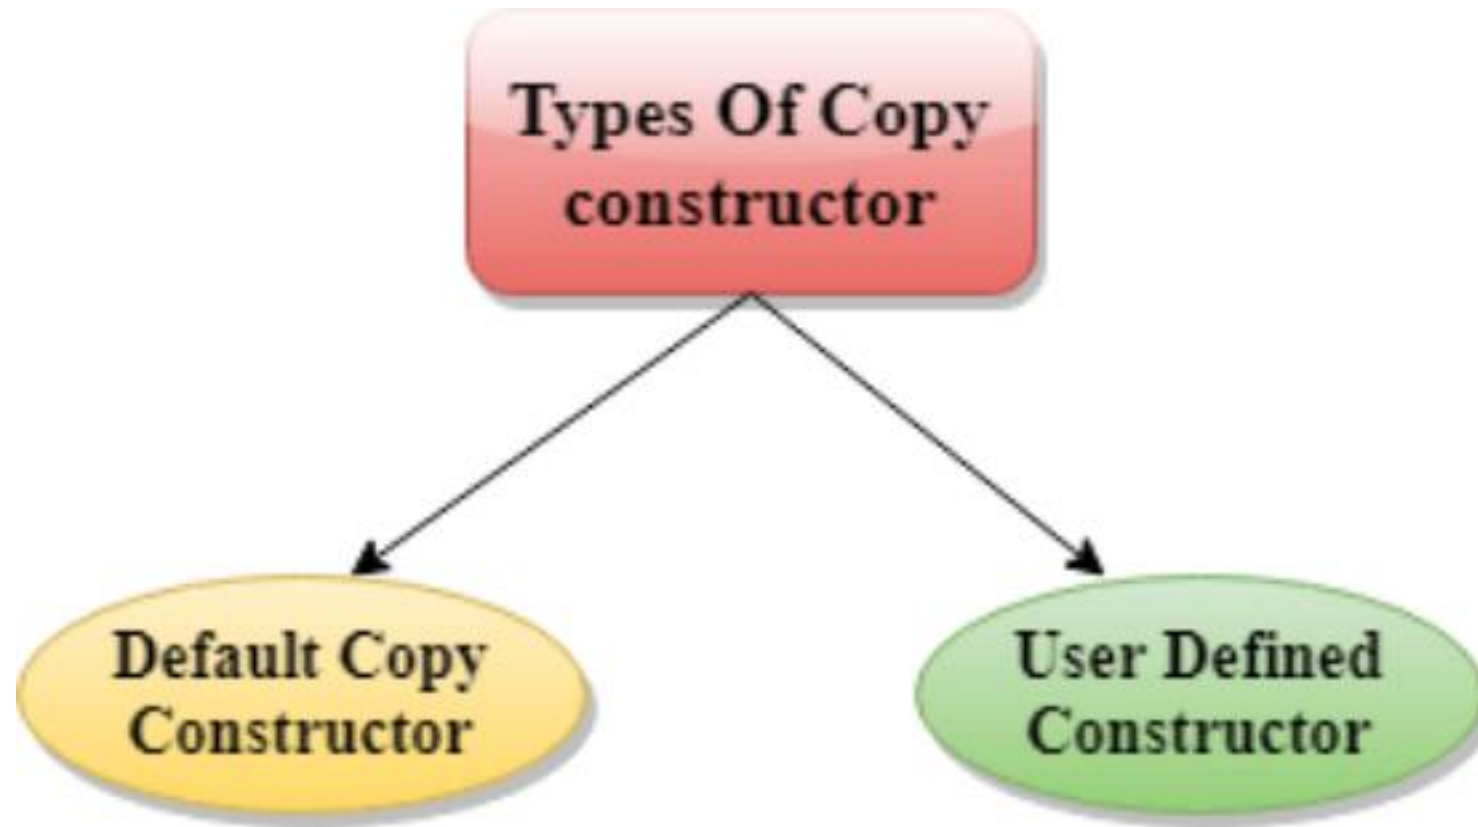 Types Of Copy
constructor
Default Copy
Constructor
User Defined
Constructor